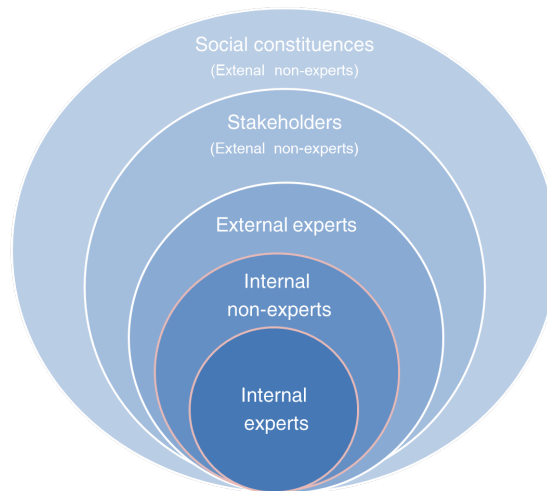 Social constituences
(Extenal non-experts)
Stakeholders
(Extenal non-experts)
External experts
Internal
non-experts
Internal
experts